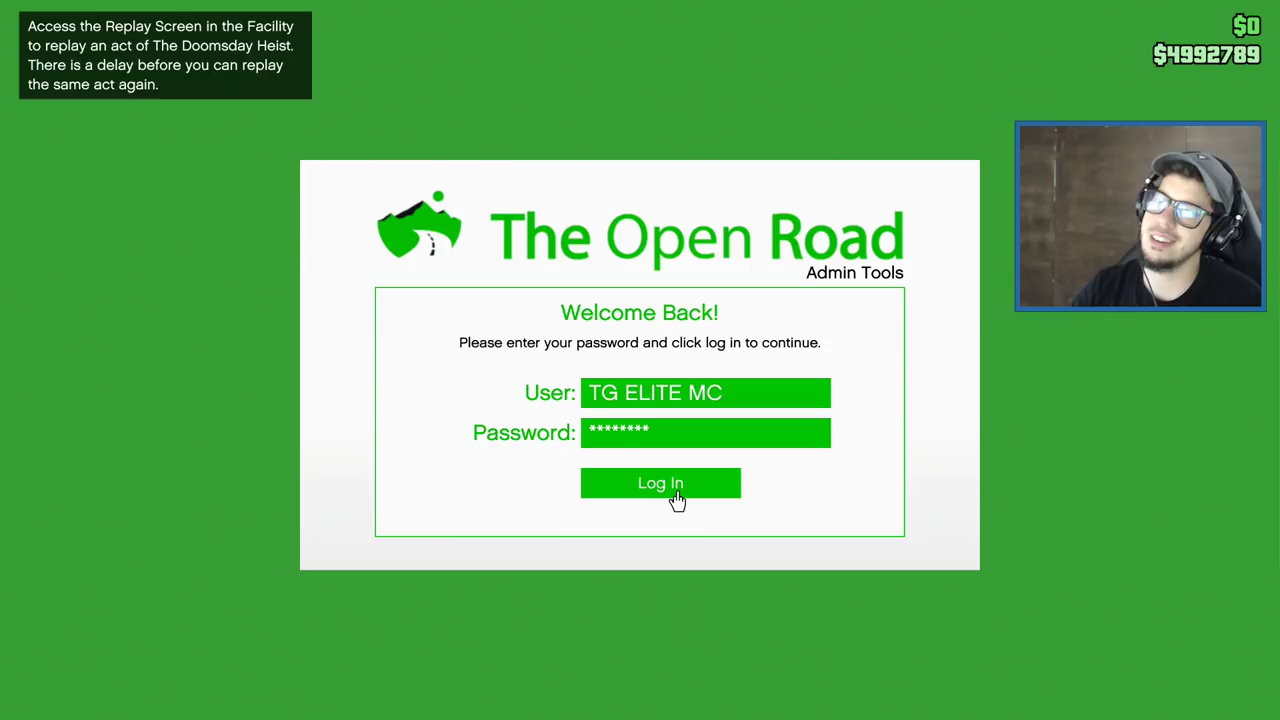 Access the Replay Screen in the Facility
to replay an act of The Doomsday Heist.
There is a delay before you can replay
the same act again.
$0
$4992789
The Open Road
Admin Tools
Welcome Back!
Please enter your password and click log in to continue.
User: TG ELITE MC
Password: ********
Log In